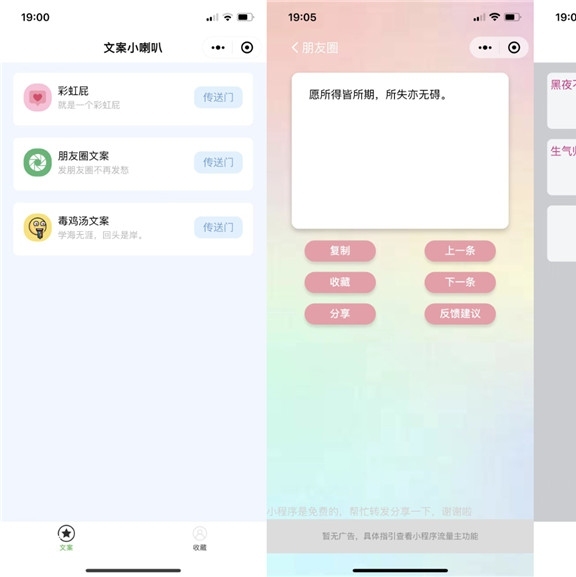 19:00
文案小喇叭
彩虹屁
就是一个彩虹屁
传送门
朋友圈文案
发朋友圈不再发愁
传送门
毒鸡汤文案
学海无涯，回头是岸。
传送门
文案
收藏
19:05
朋友圈
愿所得皆所期，所失亦无碍。
复制
上一条
收藏
下一条
分享
反馈建议
小程序是免费的，帮忙转发分享一下，谢谢啦
暂无广告，具体指引查看小程序流量主功能
19:0
黑夜
生气